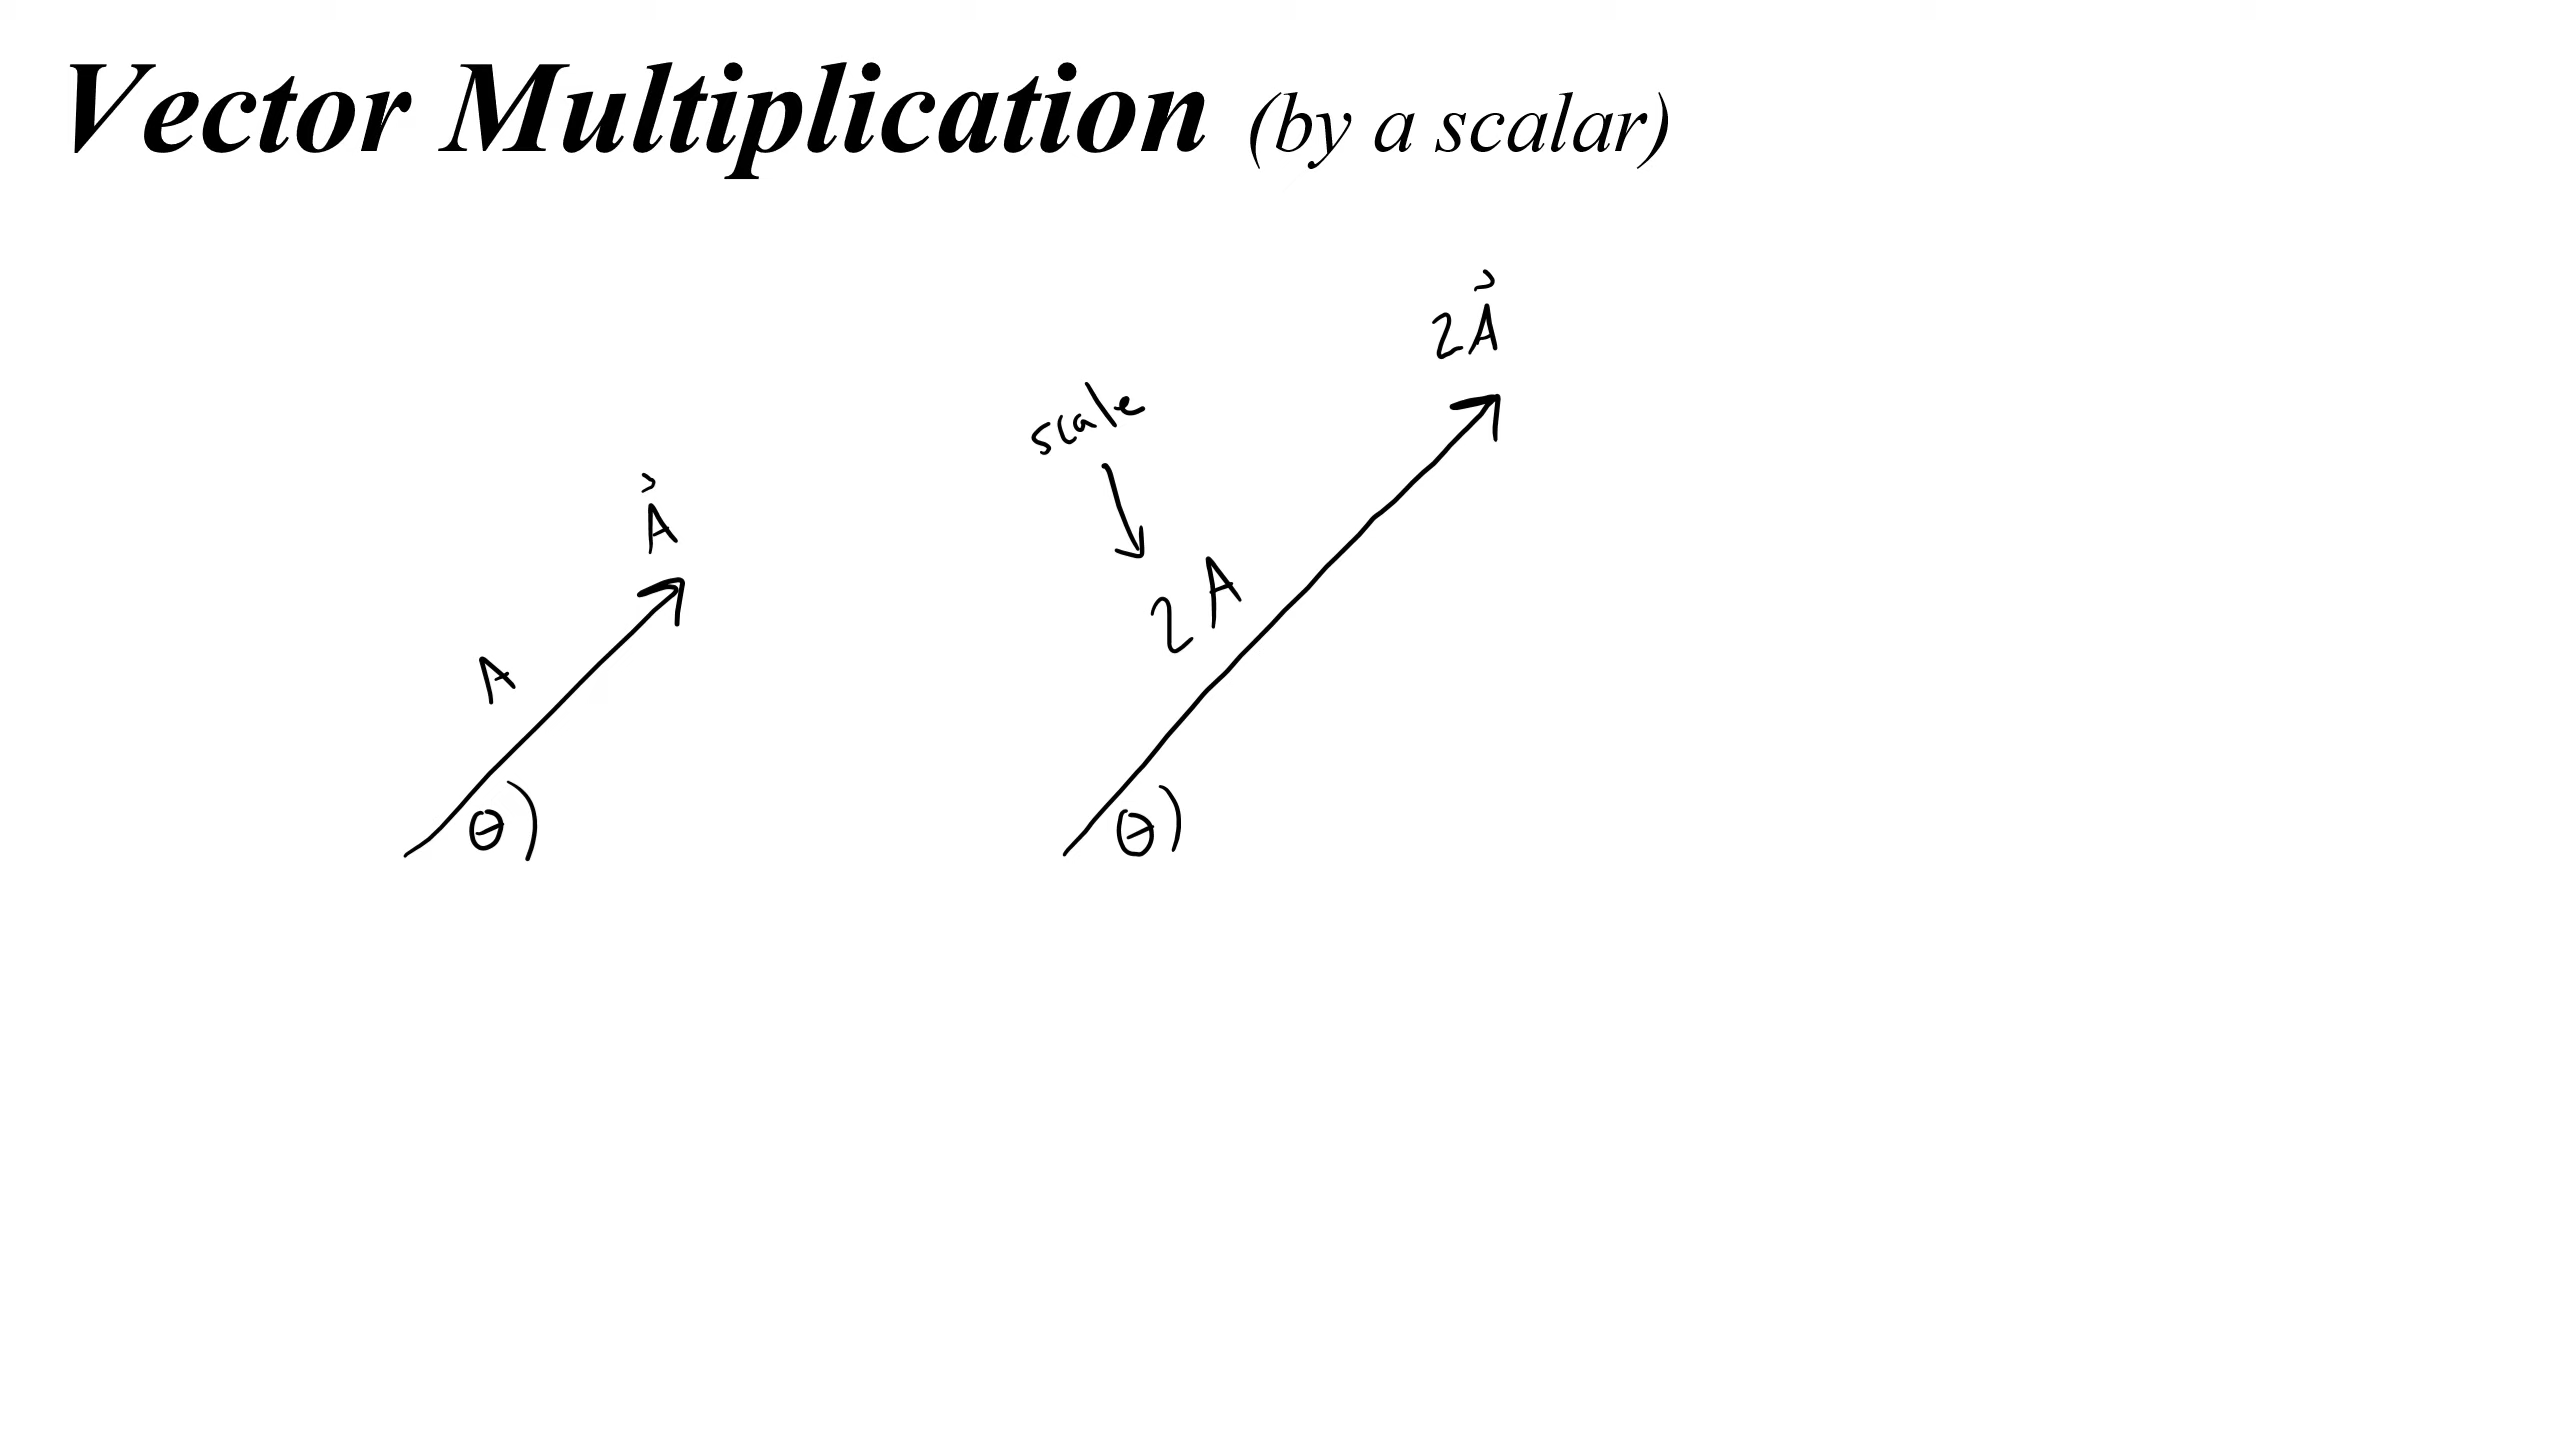 Vector Multiplication (by a scalar)
2A⃗
scale
A⃗
2A
A
θ
θ